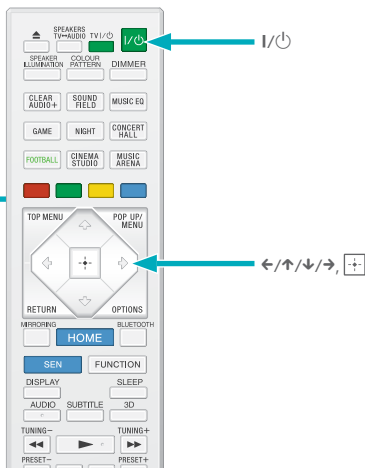 SPEAKERS
TV↔AUDIO TV I/⏻
I/⏻
I/⏻
SPEAKER
ILLUMINATION
COLOUR
PATTERN
DIMMER
CLEAR
AUDIO+
SOUND
FIELD
MUSIC EQ
GAME
NIGHT
CONCERT
HALL
FOOTBALL
CINEMA
STUDIO
MUSIC
ARENA
TOP MENU
POP UP/
MENU
←/↑/↓/→,
RETURN
OPTIONS
MIRRORING
HOME
BLUETOOTH
SEN
FUNCTION
DISPLAY
SLEEP
AUDIO
SUBTITLE
3D
TUNING–
TUNING+
PRESET–
PRESET+